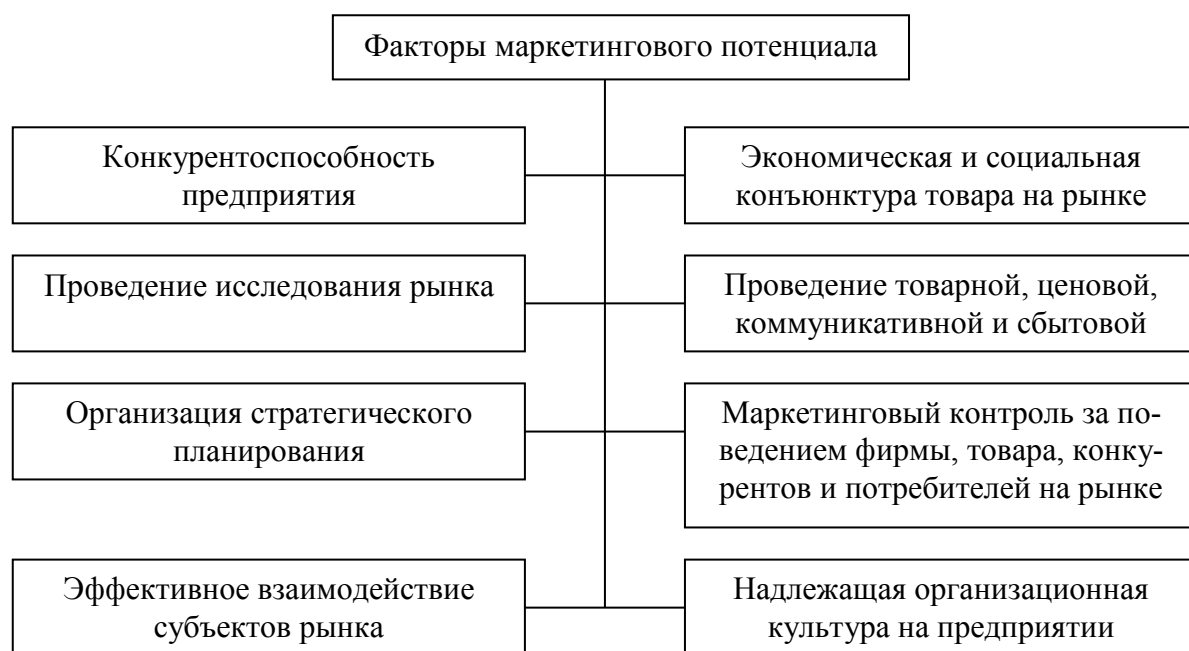 Факторы маркетингового потенциала
Конкурентоспособность
предприятия
Экономическая и социальная
конъюнктура товара на рынке
Проведение исследования рынка
Проведение товарной, ценовой,
коммуникативной и сбытовой
Организация стратегического
планирования
Маркетинговый контроль за по-
ведением фирмы, товара, конку-
рентов и потребителей на рынке
Эффективное взаимодействие
субъектов рынка
Надлежащая организационная
культура на предприятии